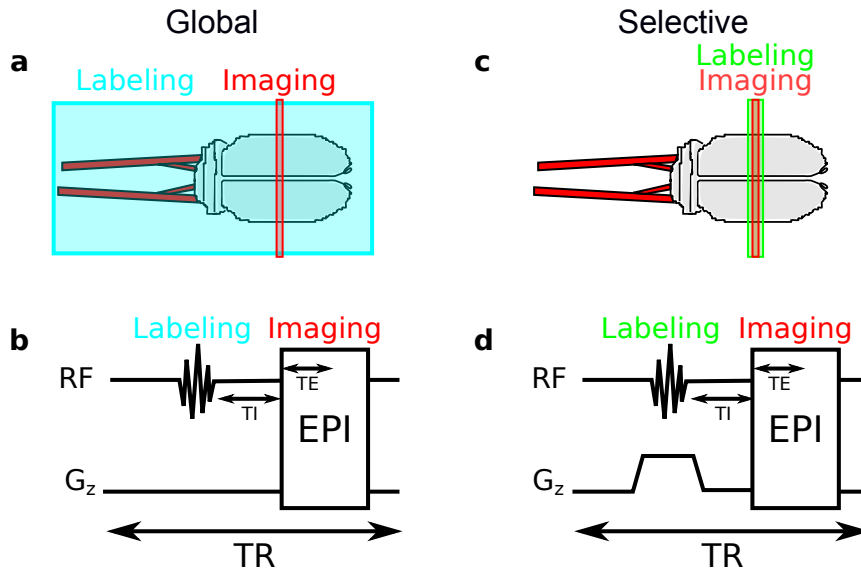 Global
a
Labeling Imaging
b
Labeling Imaging
RF
TE
TI
EPI
Gz
TR
Selective
c
Labeling
Imaging
d
Labeling Imaging
RF
TE
TI
EPI
Gz
TR